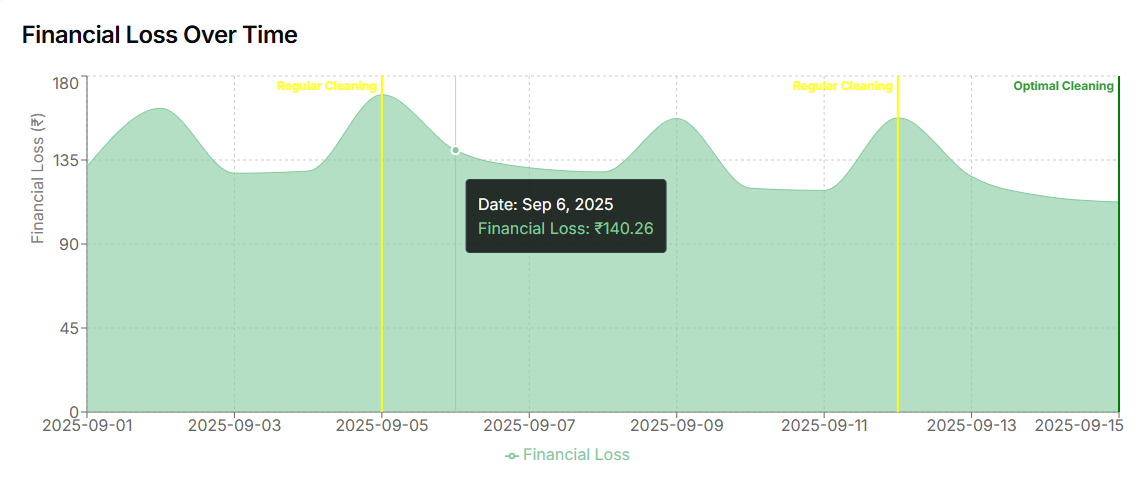 Financial Loss Over Time
Regular Cleaning
Regular Cleaning
Optimal Cleaning
Financial Loss (₹)
180
135
90
45
0
Date: Sep 6, 2025
Financial Loss: ₹140.26
2025-09-01
2025-09-03
2025-09-05
2025-09-07
2025-09-09
2025-09-11
2025-09-13
2025-09-15
Financial Loss